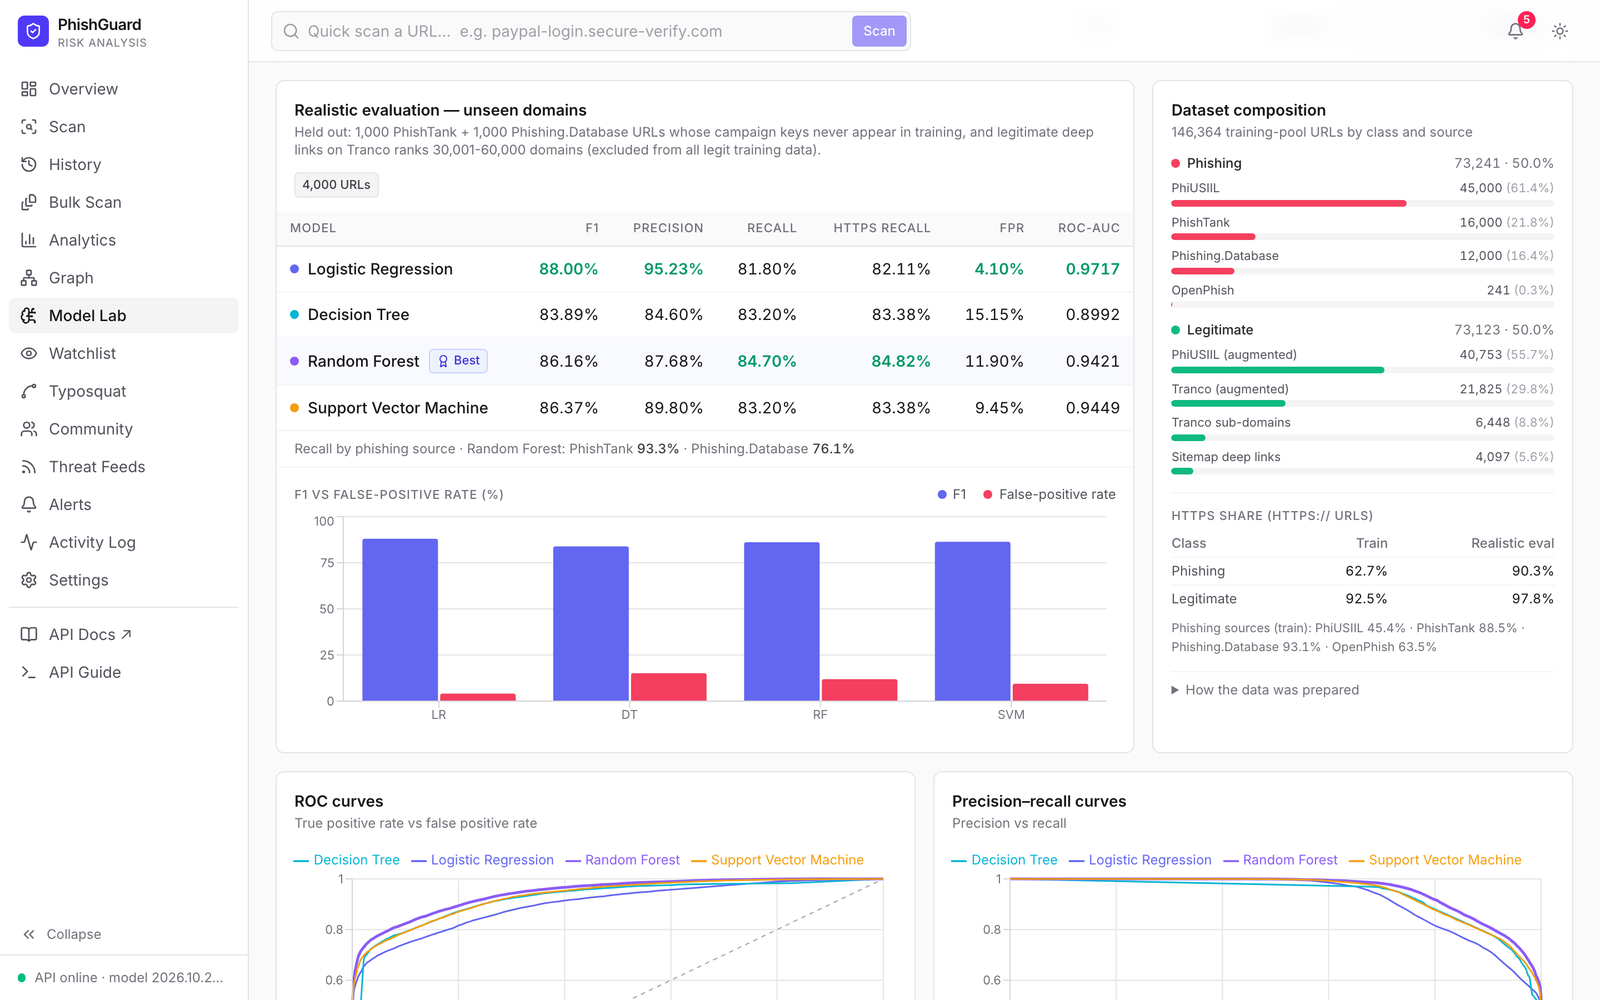 PhishGuard
RISK ANALYSIS
Overview
Scan
History
Bulk Scan
Analytics
Graph
Model Lab
Watchlist
Typosquat
Community
Threat Feeds
Alerts
Activity Log
Settings
API Docs ↗
API Guide
Collapse
API online · model 2026.10.2...
Quick scan a URL... e.g. paypal-login.secure-verify.com
Scan
5
Realistic evaluation — unseen domains
Held out: 1,000 PhishTank + 1,000 Phishing.Database URLs whose campaign keys never appear in training, and legitimate deep
links on Tranco ranks 30,001-60,000 domains (excluded from all legit training data).
4,000 URLs
MODEL F1 PRECISION RECALL HTTPS RECALL FPR ROC-AUC
Logistic Regression 88.00% 95.23% 81.80% 82.11% 4.10% 0.9717
Decision Tree 83.89% 84.60% 83.20% 83.38% 15.15% 0.8992
Random Forest Best 86.16% 87.68% 84.70% 84.82% 11.90% 0.9421
Support Vector Machine 86.37% 89.80% 83.20% 83.38% 9.45% 0.9449
Recall by phishing source · Random Forest: PhishTank 93.3% · Phishing.Database 76.1%
F1 VS FALSE-POSITIVE RATE (%)
F1 False-positive rate
100
75
50
25
0
LR DT RF SVM
Dataset composition
146,364 training-pool URLs by class and source
Phishing 73,241 · 50.0%
PhiUSIIL 45,000 (61.4%)
PhishTank 16,000 (21.8%)
Phishing.Database 12,000 (16.4%)
OpenPhish 241 (0.3%)
Legitimate 73,123 · 50.0%
PhiUSIIL (augmented) 40,753 (55.7%)
Tranco (augmented) 21,825 (29.8%)
Tranco sub-domains 6,448 (8.8%)
Sitemap deep links 4,097 (5.6%)
HTTPS SHARE (HTTPS:// URLS)
Class Train Realistic eval
Phishing 62.7% 90.3%
Legitimate 92.5% 97.8%
Phishing sources (train): PhiUSIIL 45.4% · PhishTank 88.5% ·
Phishing.Database 93.1% · OpenPhish 63.5%
How the data was prepared
ROC curves
True positive rate vs false positive rate
Decision Tree Logistic Regression Random Forest Support Vector Machine
1
0.8
0.6
Precision–recall curves
Precision vs recall
Decision Tree Logistic Regression Random Forest Support Vector Machine
1
0.8
0.6